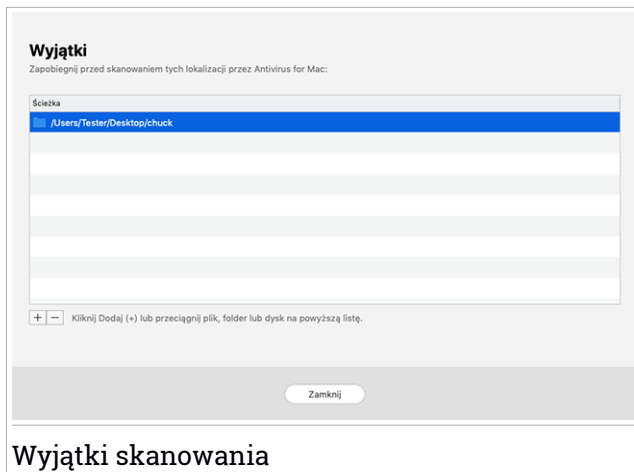 Wyjątki
Zapobiegnij przed skanowaniem tych lokalizacji przez Antivirus for Mac:
Ścieżka
/Users/Tester/Desktop/chuck
+ − Kliknij Dodaj (+) lub przeciągnij plik, folder lub dysk na powyższą listę.
Zamknij
Wyjątki skanowania